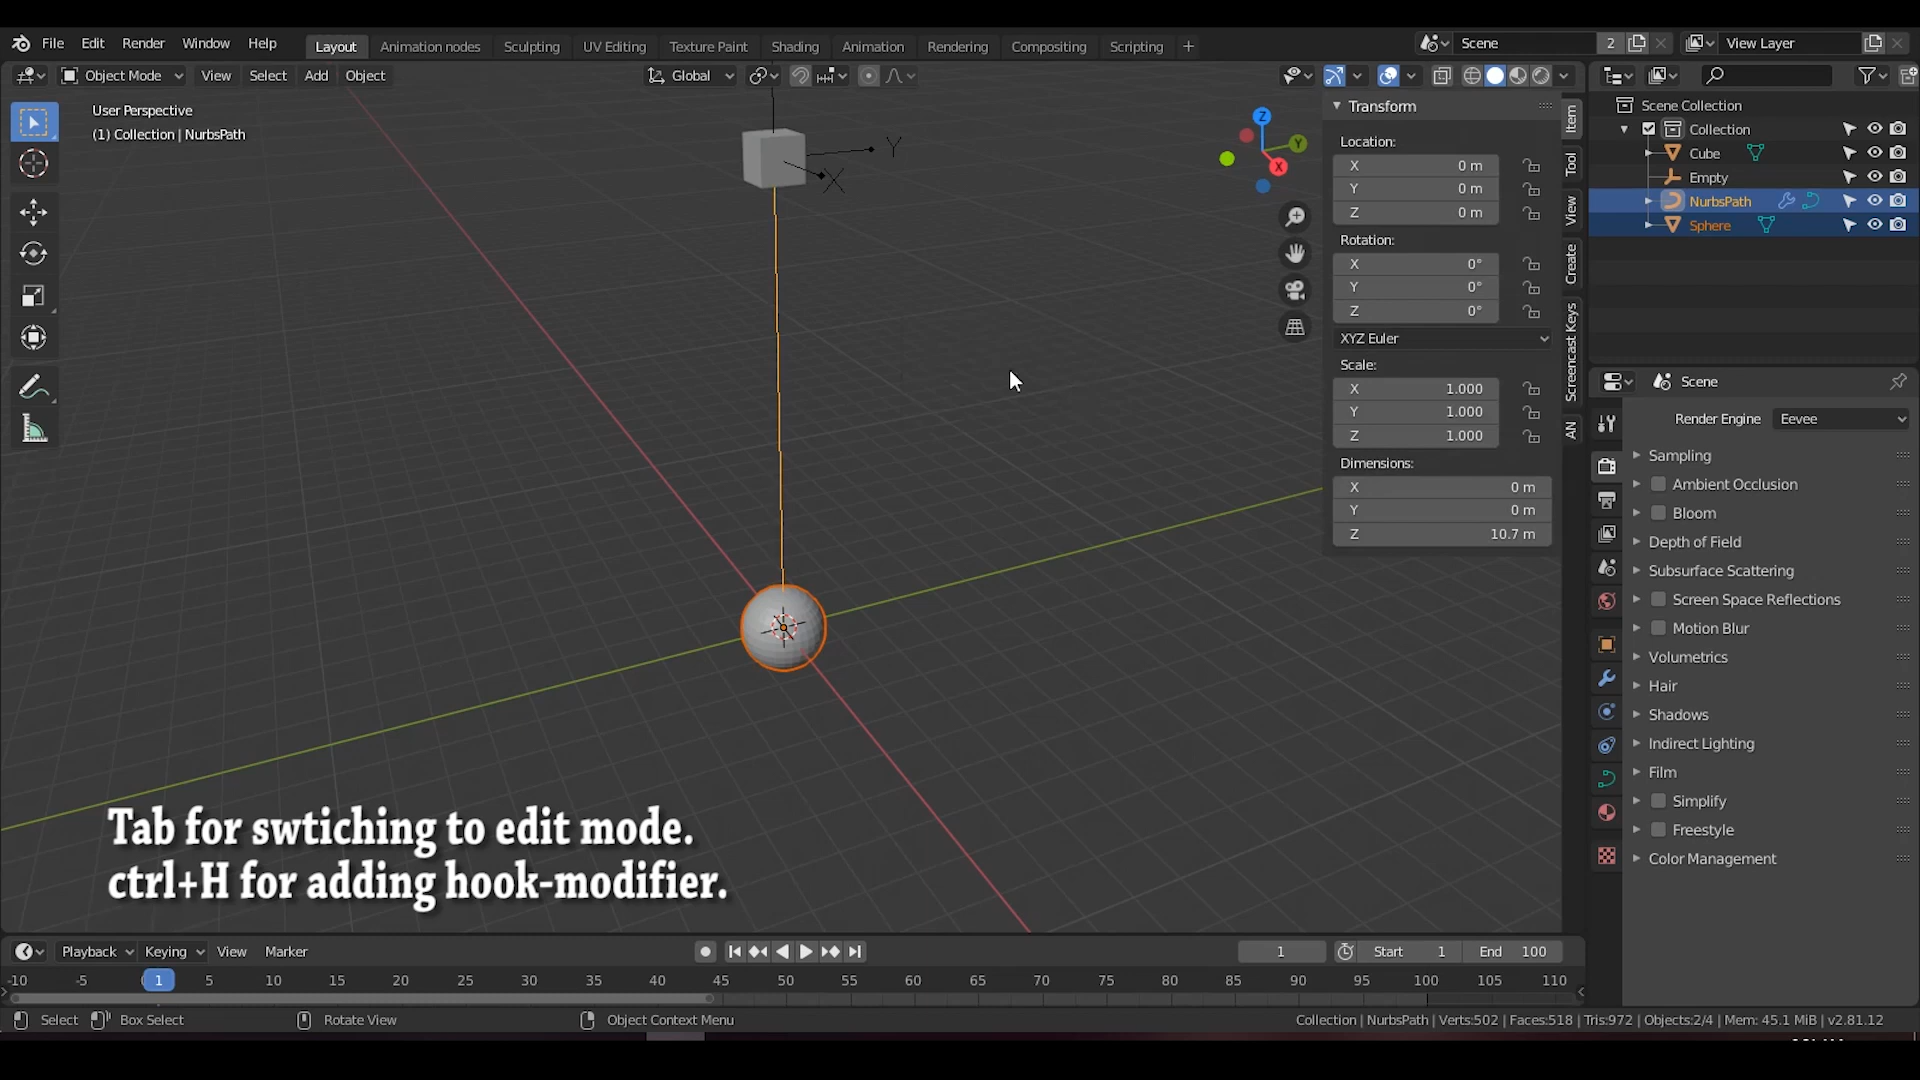 File Edit Render Window Help Layout Animation nodes Sculpting UV Editing Texture Paint Shading Animation Rendering Compositing Scripting + Scene 2 View Layer
Object Mode View Select Add Object Global
User Perspective
(1) Collection | NurbsPath
Y
X
Z
Y
X
Transform
Location:
X 0 m
Y 0 m
Z 0 m
Rotation:
X 0°
Y 0°
Z 0°
XYZ Euler
Scale:
X 1.000
Y 1.000
Z 1.000
Dimensions:
X 0 m
Y 0 m
Z 10.7 m
Item
Tool
View
Create
Screencast Keys
AN
Scene Collection
Collection
Cube
Empty
NurbsPath
Sphere
Scene
Render Engine Eevee
Sampling
Ambient Occlusion
Bloom
Depth of Field
Subsurface Scattering
Screen Space Reflections
Motion Blur
Volumetrics
Hair
Shadows
Indirect Lighting
Film
Simplify
Freestyle
Color Management
Tab for swtiching to edit mode.
ctrl+H for adding hook-modifier.
Playback Keying View Marker 1 Start 1 End 100
-10 -5 1 5 10 15 20 25 30 35 40 45 50 55 60 65 70 75 80 85 90 95 100 105 110
Select Box Select Rotate View Object Context Menu Collection | NurbsPath | Verts:502 | Faces:518 | Tris:972 | Objects:2/4 | Mem: 45.1 MiB | v2.81.12